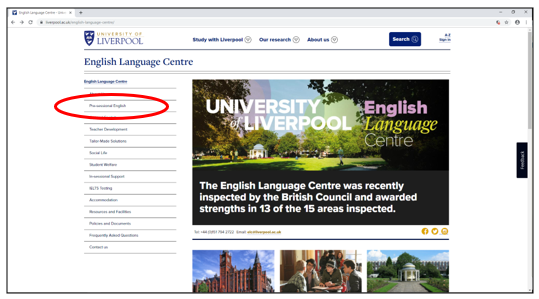 English Language Centre - Univ
liverpool.ac.uk/english-language-centre/
UNIVERSITY OF
LIVERPOOL
Study with Liverpool
Our research
About us
Search
A-Z
Sign in
English Language Centre
English Language Centre
Pre-sessional English
Teacher Development
Tailor-Made Solutions
Social Life
Student Welfare
In-sessional Support
IELTS Testing
Accommodation
Resources and Facilities
Policies and Documents
Frequently Asked Questions
Contact us
UNIVERSITY
of LIVERPOOL
English
Language
Centre
The English Language Centre was recently
inspected by the British Council and awarded
strengths in 13 of the 15 areas inspected.
Tel: +44 (0)151 794 2722 Email: elc@liverpool.ac.uk
Feedback